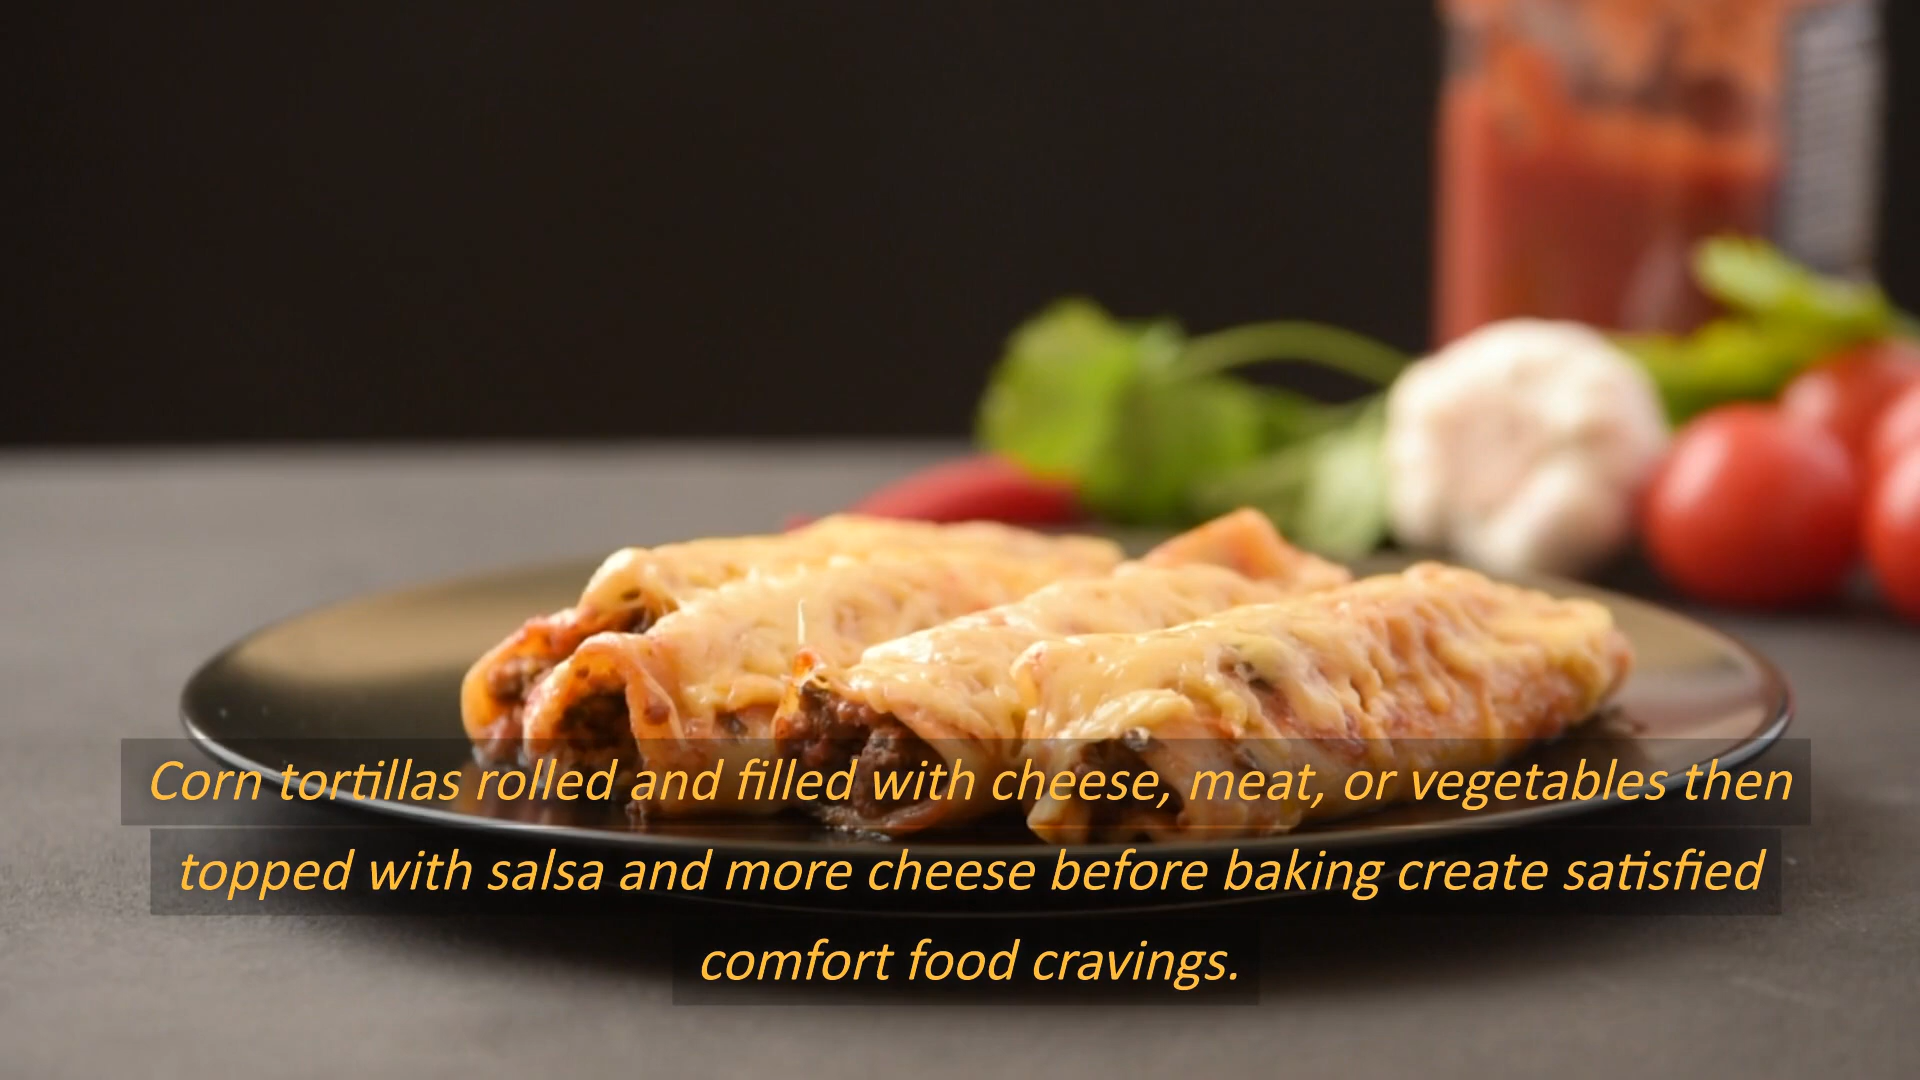 Corn tortillas rolled and filled with cheese, meat, or vegetables then
topped with salsa and more cheese before baking create satisfied
comfort food cravings.